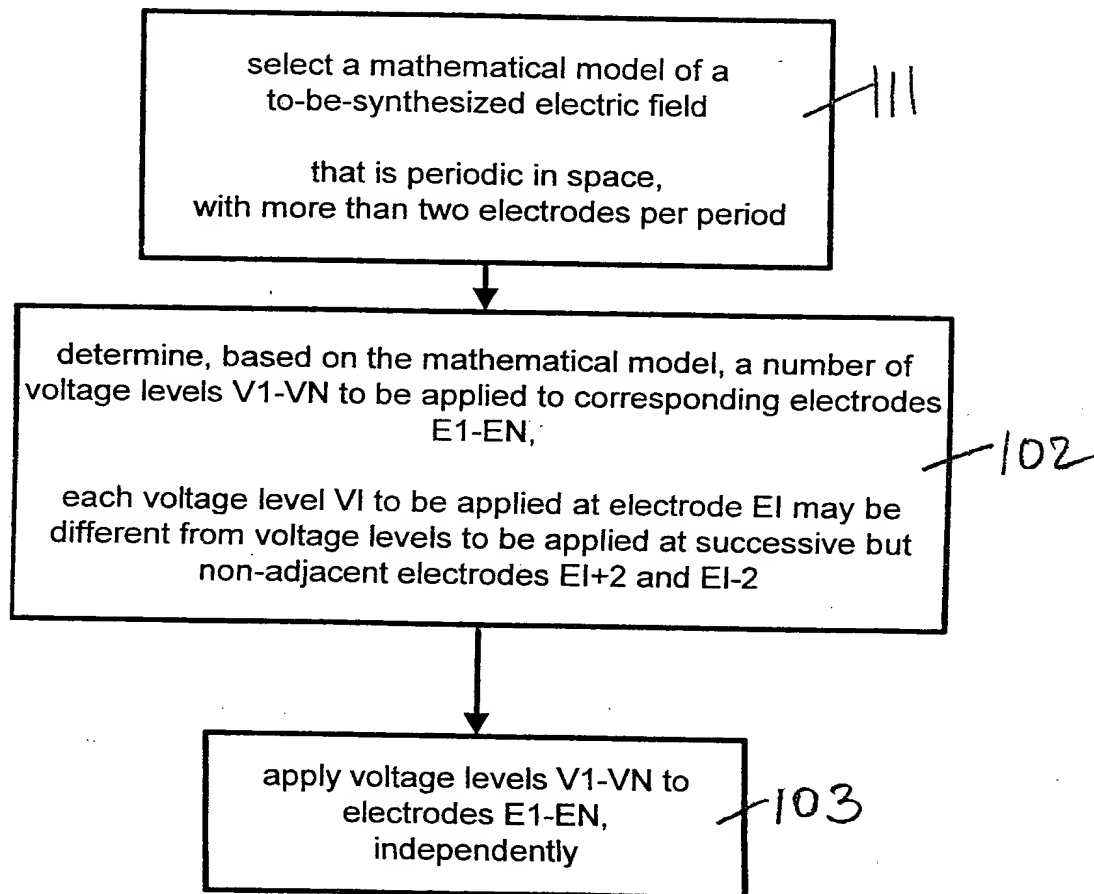 select a mathematical model of a
to-be-synthesized electric field
that is periodic in space,
with more than two electrodes per period
111
determine, based on the mathematical model, a number of
voltage levels V1-VN to be applied to corresponding electrodes
E1-EN,
each voltage level VI to be applied at electrode EI may be
different from voltage levels to be applied at successive but
non-adjacent electrodes EI+2 and EI-2
102
apply voltage levels V1-VN to
electrodes E1-EN,
independently
103